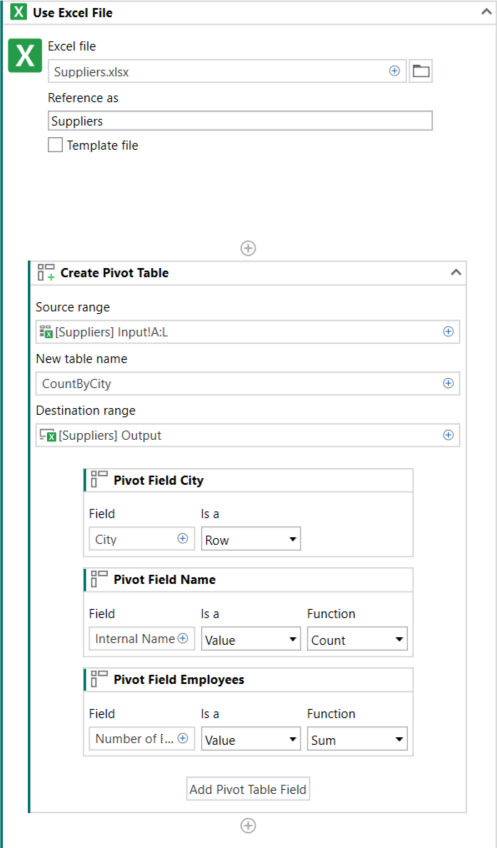 Use Excel File
Excel file
Suppliers.xlsx
Reference as
Suppliers
Template file
Create Pivot Table
Source range
[Suppliers] Input!A:L
New table name
CountByCity
Destination range
[Suppliers] Output
Pivot Field City
Field Is a
City Row
Pivot Field Name
Field Is a Function
Internal Name Value Count
Pivot Field Employees
Field Is a Function
Number of E... Value Sum
Add Pivot Table Field